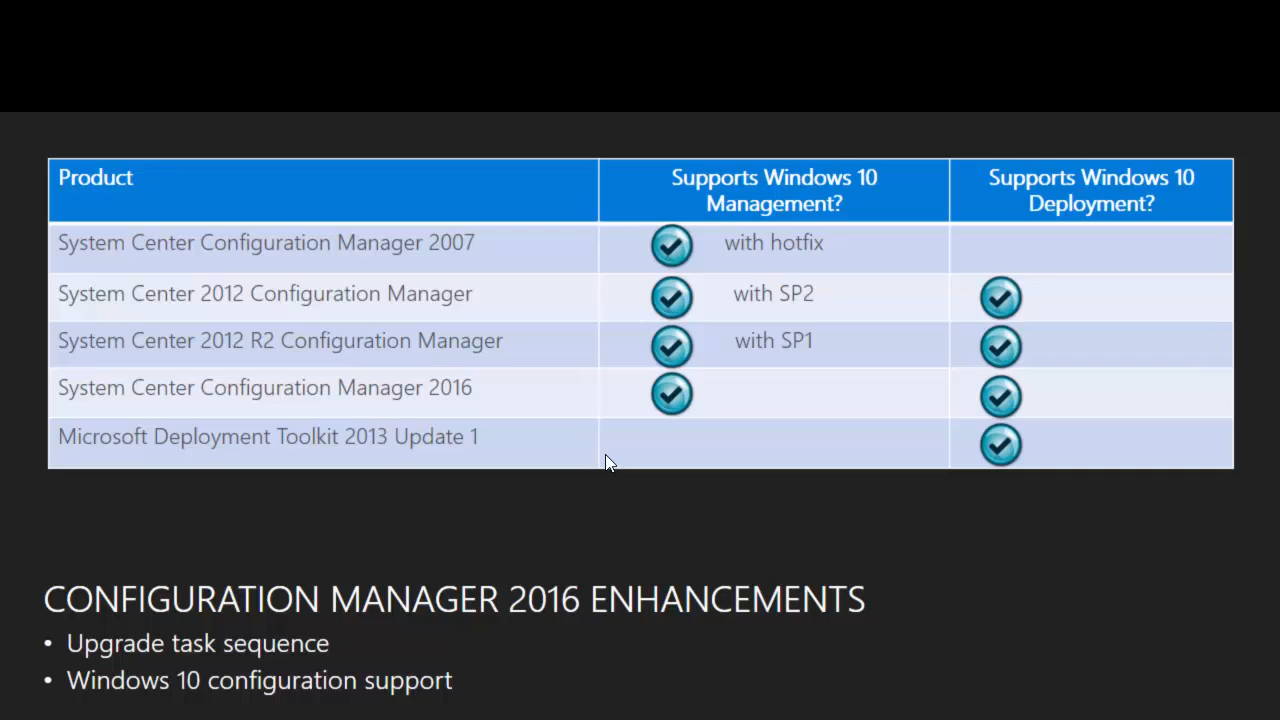 Product
Supports Windows 10
Management?
Supports Windows 10
Deployment?
System Center Configuration Manager 2007
with hotfix
System Center 2012 Configuration Manager
with SP2
System Center 2012 R2 Configuration Manager
with SP1
System Center Configuration Manager 2016
Microsoft Deployment Toolkit 2013 Update 1
CONFIGURATION MANAGER 2016 ENHANCEMENTS
• Upgrade task sequence
• Windows 10 configuration support